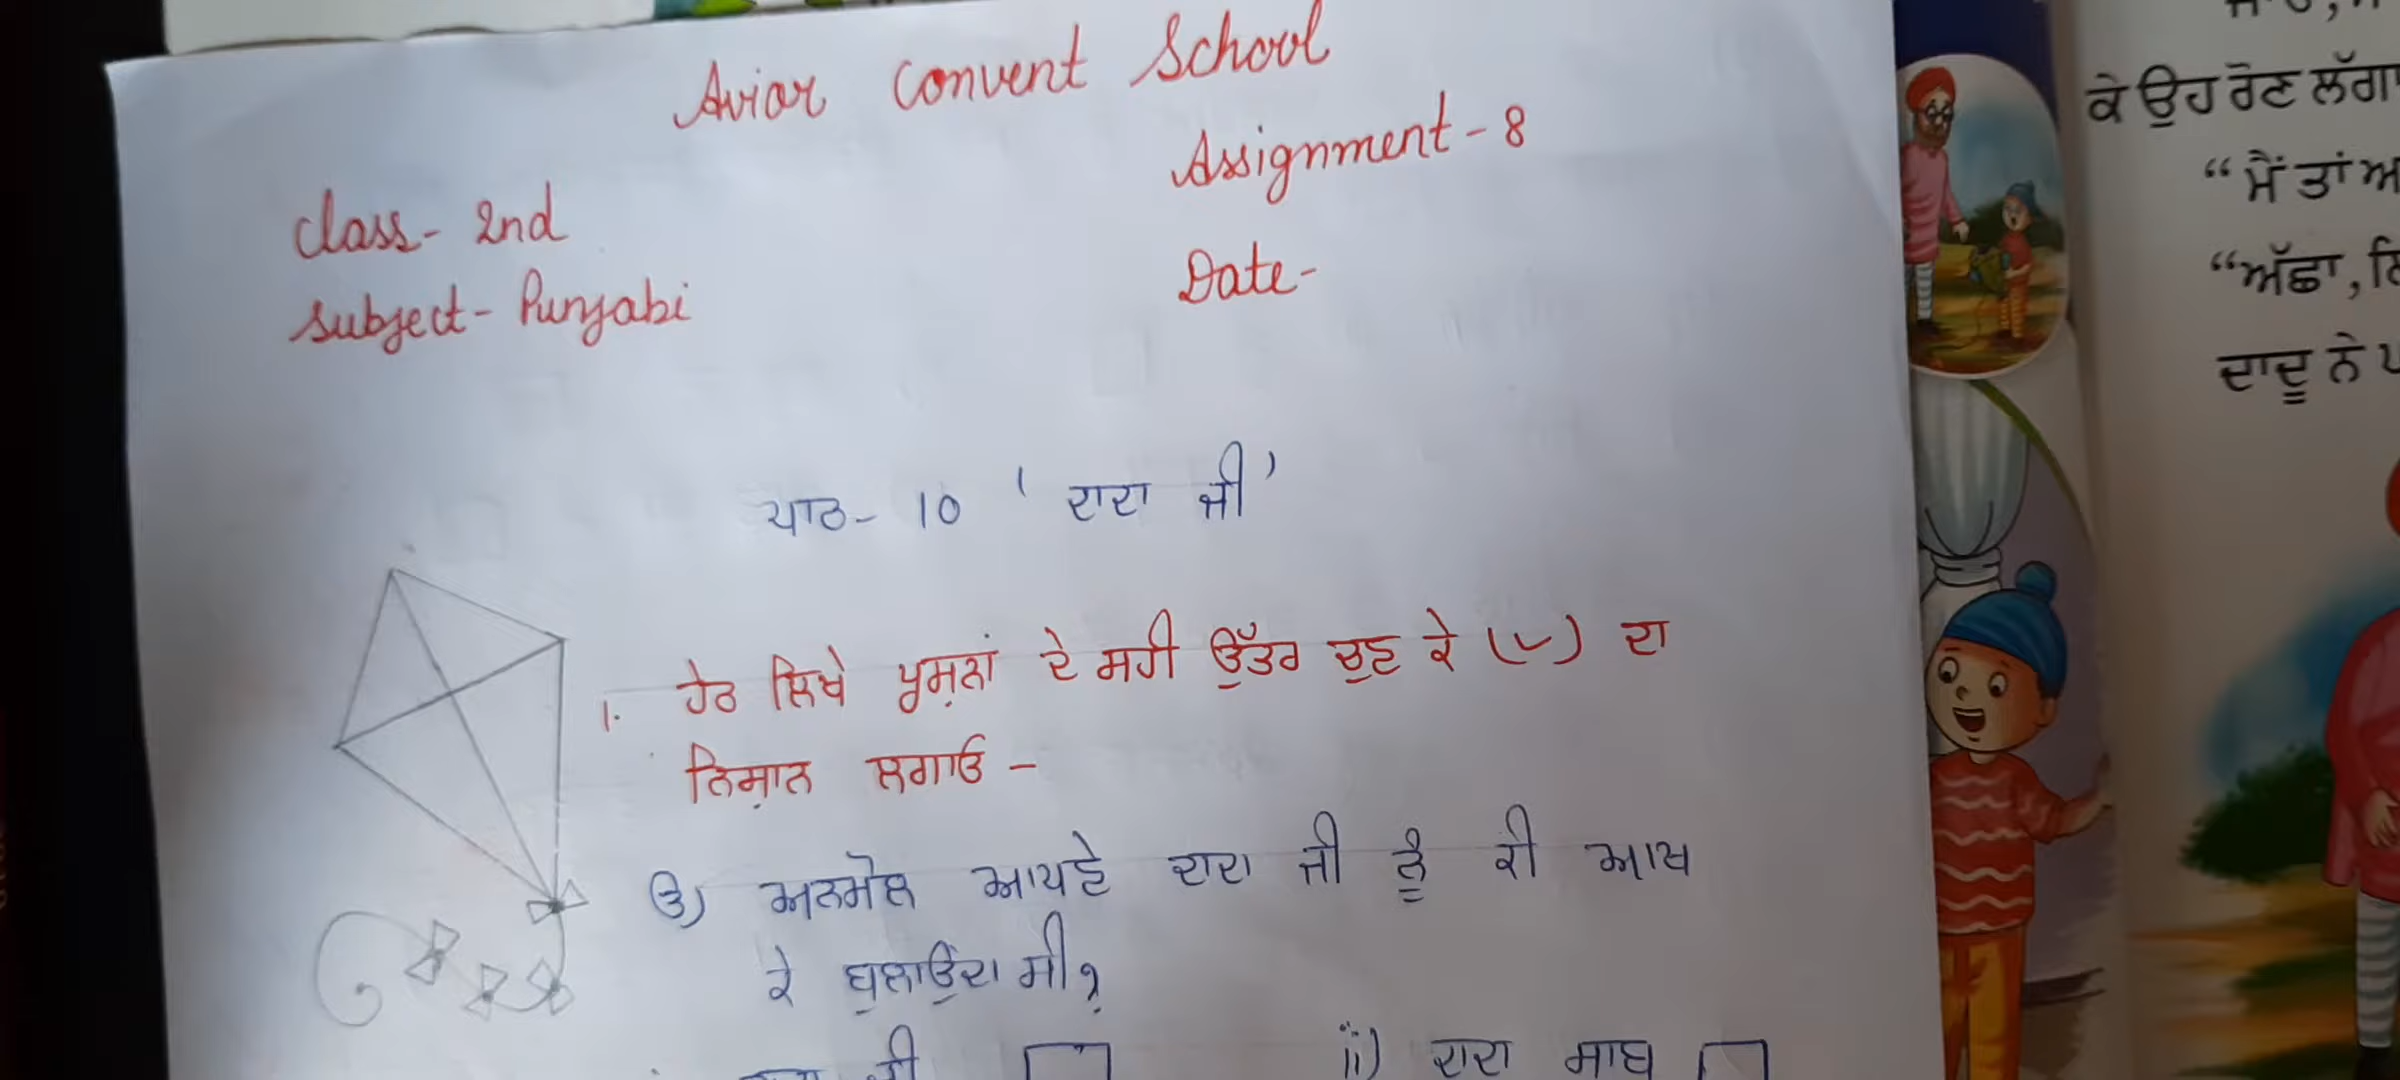 Avior Convent School
Assignment - 8
Class - 2nd
Date -
Subject - Punjabi
ਪਾਠ - 10 ' ਦਾਦਾ ਜੀ '
1. ਹੇਠ ਲਿਖੇ ਪ੍ਰਸ਼ਨਾਂ ਦੇ ਸਹੀ ਉੱਤਰ ਚੁਣ ਕੇ (✓) ਦਾ
ਨਿਸ਼ਾਨ ਲਗਾਓ -
ੳ) ਅਨਮੋਲ ਆਪਣੇ ਦਾਦਾ ਜੀ ਨੂੰ ਕੀ ਆਖ
ਕੇ ਬੁਲਾਉਂਦਾ ਸੀ?
ਜੀ ii) ਦਾਦਾ ਸਾਬ
ਕੇ ਉਹ ਰੋਣ ਲੱਗਾ
“ ਮੈਂ ਤਾਂ ਅ
“ਅੱਛਾ,
ਦਾਦੂ ਨੇ